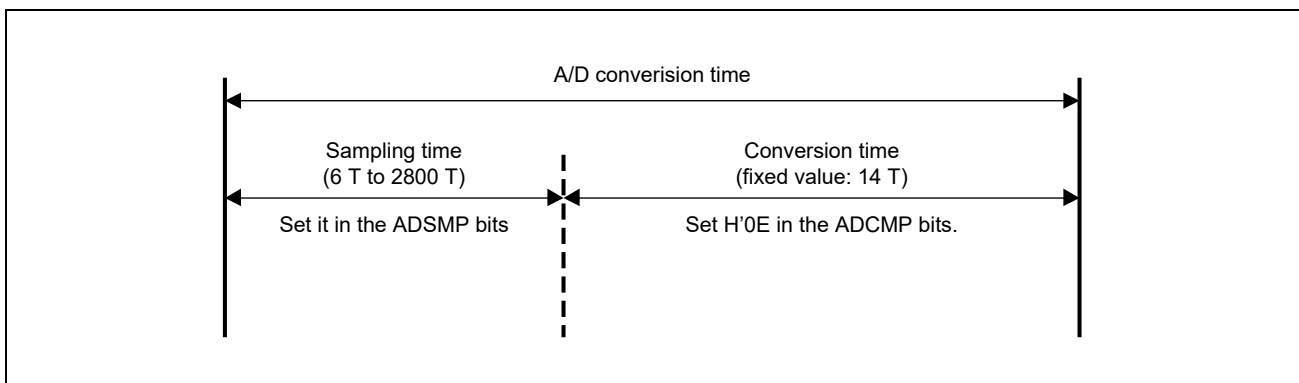 A/D converision time
Sampling time
(6 T to 2800 T)
Conversion time
(fixed value: 14 T)
Set it in the ADSMP bits
Set H'0E in the ADCMP bits.